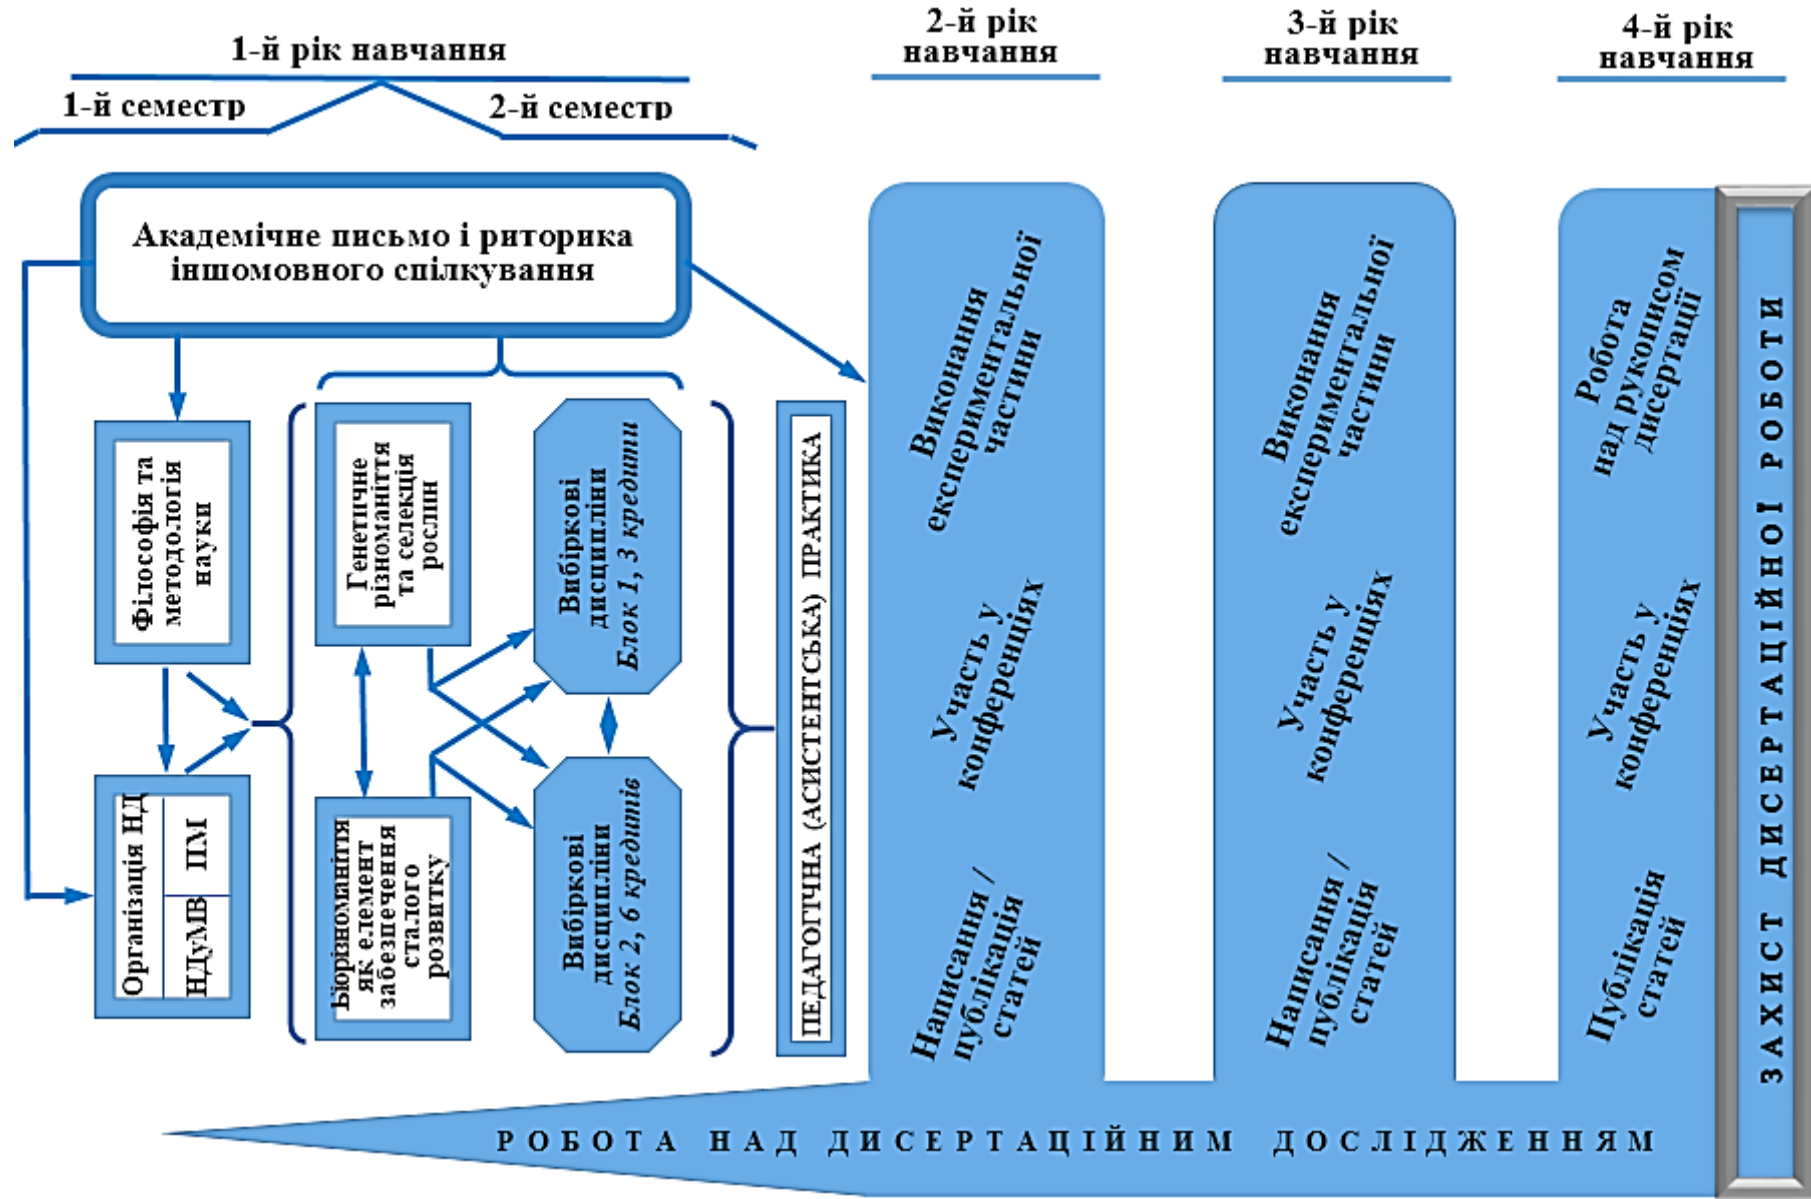 1-й рік навчання
1-й семестр
2-й семестр
2-й рік
навчання
3-й рік
навчання
4-й рік
навчання
Академічне письмо і риторика
іншомовного спілкування
Філософія та
методологія
науки
Організація НД
НДуМВ
ПМ
Генетичне
різноманіття
та селекція
рослин
Біорізноманіття
як елемент
забезпечення
сталого
розвитку
Вибіркові
дисципліни
Блок 1, 3 кредити
Вибіркові
дисципліни
Блок 2, 6 кредитів
ПЕДАГОГІЧНА (АСИСТЕНТСЬКА) ПРАКТИКА
Виконання
експериментальної
частини
Участь у
конференціях
Написання /
публікація
статей
Виконання
експериментальної
частини
Участь у
конференціях
Написання /
публікація
статей
Робота
над рукописом
дисертації
Участь у
конференціях
Публікація
статей
ЗАХИСТ ДИСЕРТАЦІЙНОЇ РОБОТИ
РОБОТА НАД ДИСЕРТАЦІЙНИМ ДОСЛІДЖЕННЯМ